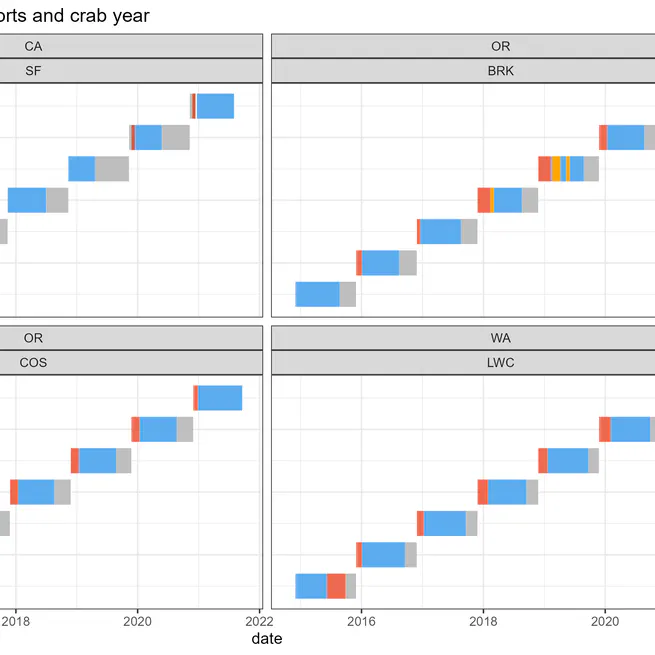 orts and crab year
CA
SF
OR
BRK
OR
COS
WA
LWC
2018 2020 2022 2016 2018 2020
date